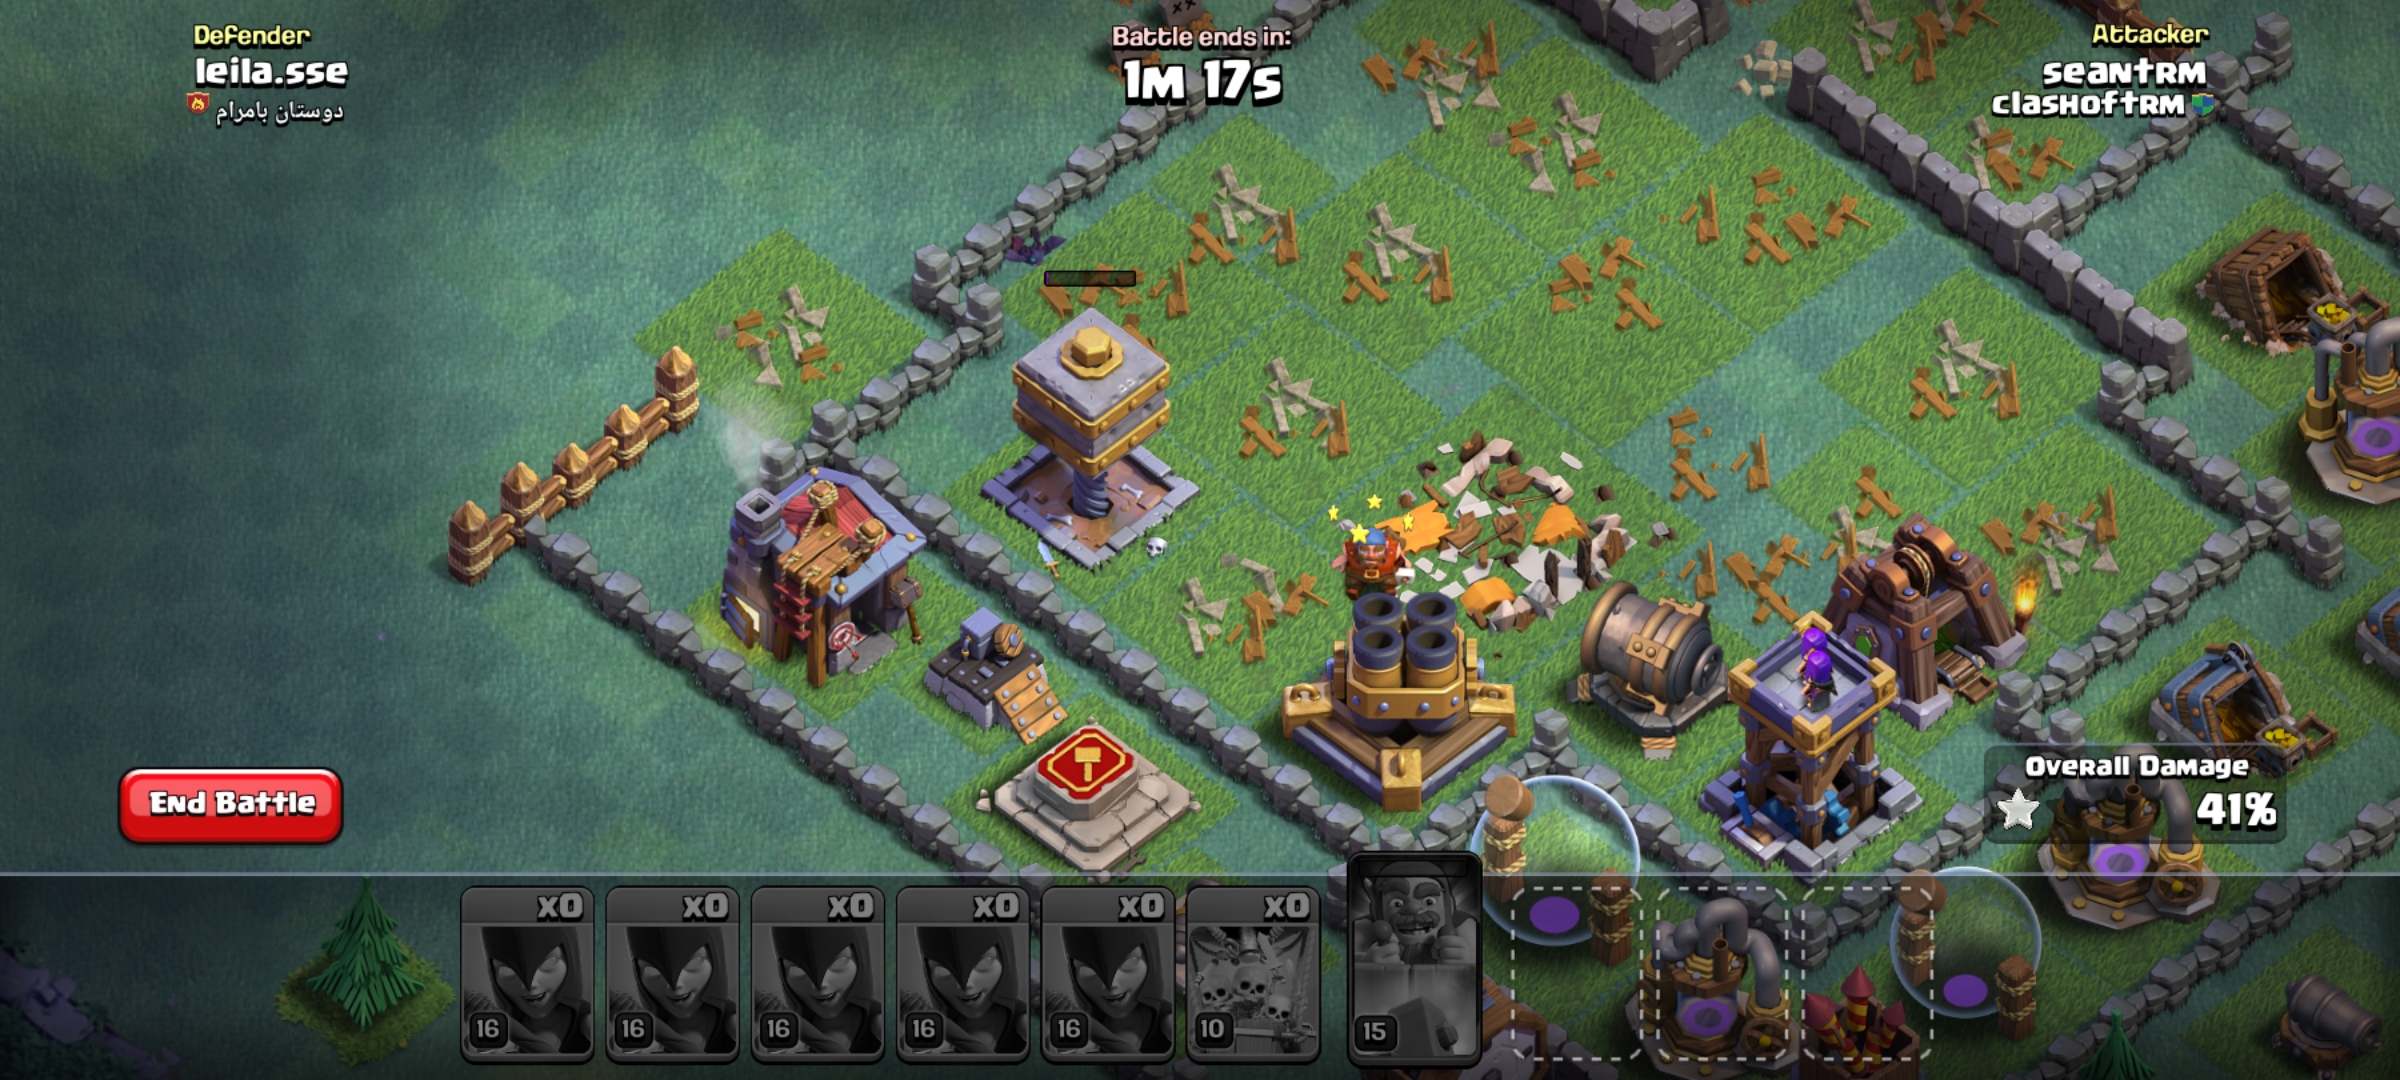 Defender
leila.sse
دوستان بامرام
Battle ends in:
1M 17s
Attacker
seantRM
clashoftRM
End Battle
Overall Damage
41%
x0
x0
x0
x0
x0
x0
16
16
16
16
16
10
15